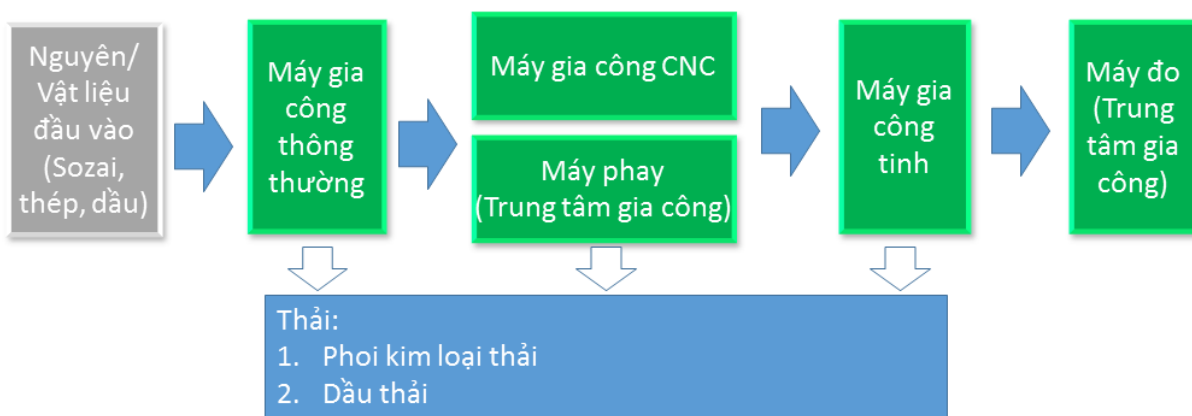 Nguyên/
Vật liệu
đầu vào
(Sozai,
thép, dầu)
Máy gia
công
thông
thường
Máy gia công CNC
Máy phay
(Trung tâm gia công)
Máy gia
công
tinh
Máy đo
(Trung
tâm gia
công)
Thải:
1. Phoi kim loại thải
2. Dầu thải